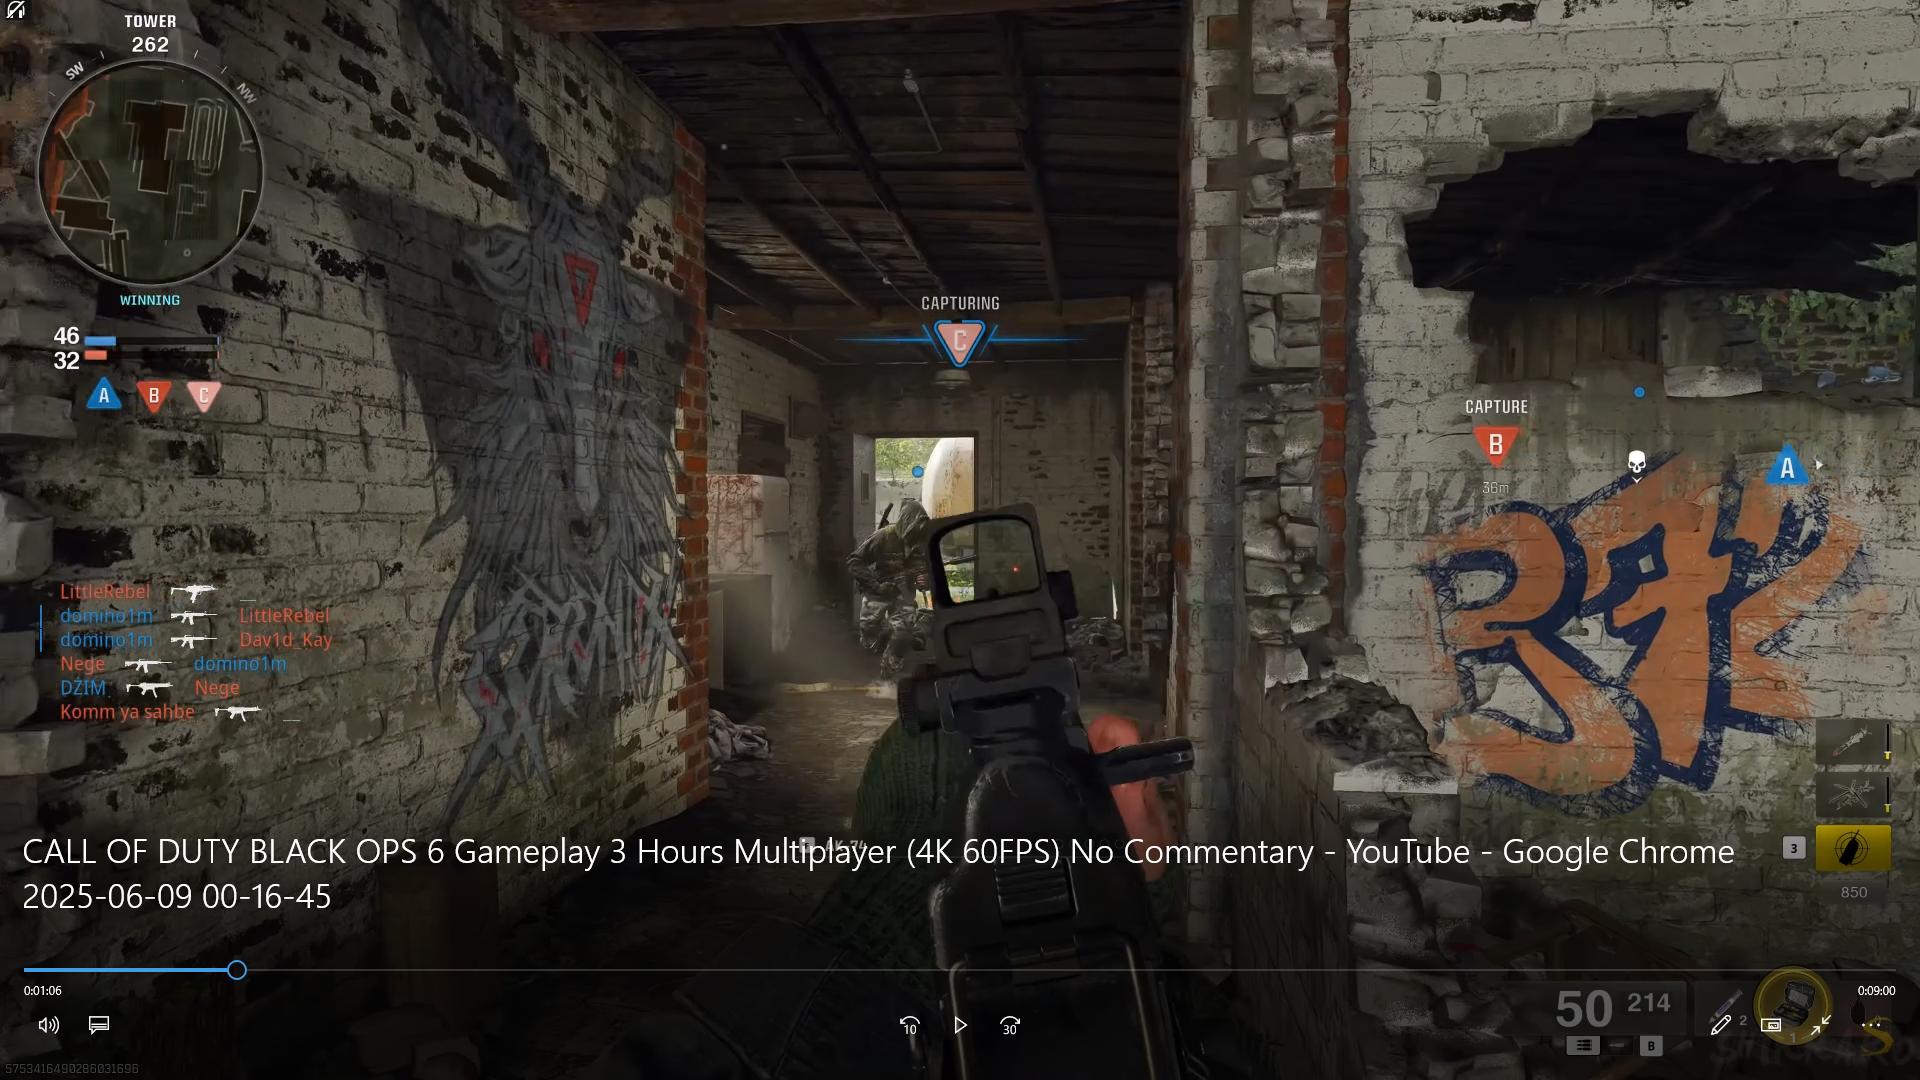 TOWER
262
SW
NW
WINNING
46
32
A B C
CAPTURING
C
CAPTURE
B
36m
A
LittleRebel
domino1m LittleRebel
domino1m Dav1d_Kay
Nege domino1m
DŻIM Nege
Komm ya sahbe
3
850
CALL OF DUTY BLACK OPS 6 Gameplay 3 Hours Multiplayer (4K 60FPS) No Commentary - YouTube - Google Chrome
2025-06-09 00-16-45
0:01:06
0:09:00
10
30
50 214
2
1
B
5753416490286031696